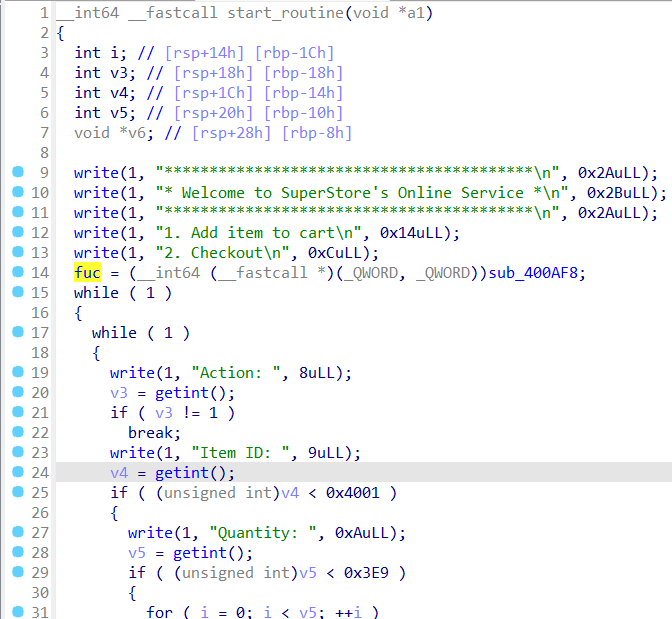 1 __int64 __fastcall start_routine(void *a1)
2 {
3 int i; // [rsp+14h] [rbp-1Ch]
4 int v3; // [rsp+18h] [rbp-18h]
5 int v4; // [rsp+1Ch] [rbp-14h]
6 int v5; // [rsp+20h] [rbp-10h]
7 void *v6; // [rsp+28h] [rbp-8h]
8
9 write(1, "*****************************************\n", 0x2AuLL);
10 write(1, "* Welcome to SuperStore's Online Service *\n", 0x2BuLL);
11 write(1, "*****************************************\n", 0x2AuLL);
12 write(1, "1. Add item to cart\n", 0x14uLL);
13 write(1, "2. Checkout\n", 0xCuLL);
14 fuc = (__int64 (__fastcall *)(_QWORD, _QWORD))sub_400AF8;
15 while ( 1 )
16 {
17 while ( 1 )
18 {
19 write(1, "Action: ", 8uLL);
20 v3 = getint();
21 if ( v3 != 1 )
22 break;
23 write(1, "Item ID: ", 9uLL);
24 v4 = getint();
25 if ( (unsigned int)v4 < 0x4001 )
26 {
27 write(1, "Quantity: ", 0xAuLL);
28 v5 = getint();
29 if ( (unsigned int)v5 < 0x3E9 )
30 {
31 for ( i = 0; i < v5; ++i )